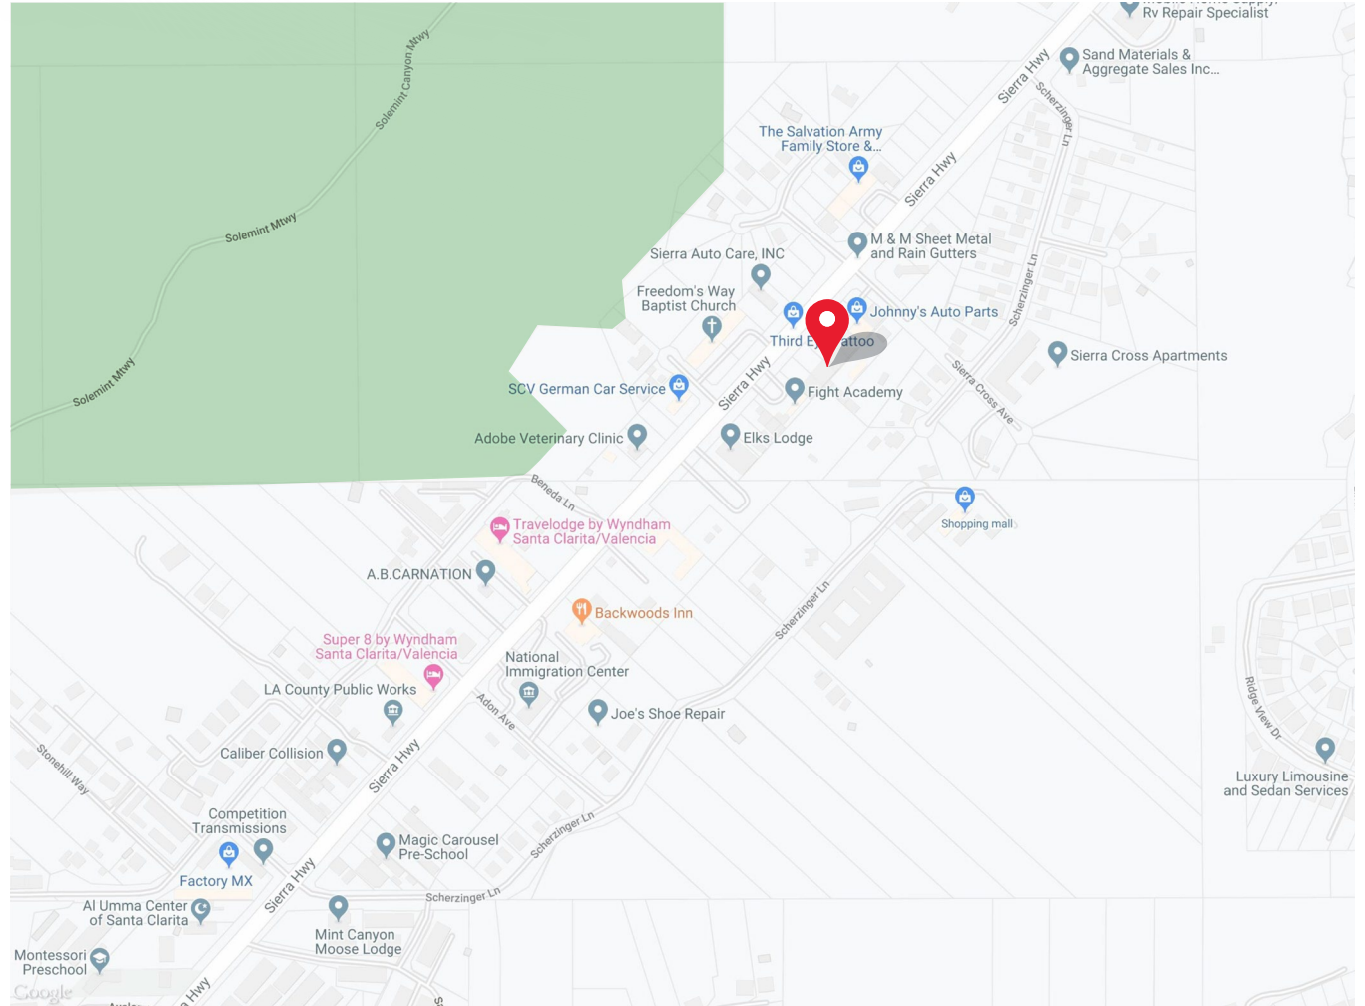 Rv Repair Specialist
Sand Materials &
Aggregate Sales Inc...
Solemint Canyon Mtwy
Sierra Hwy
Scherzinger Ln
The Salvation Army
Family Store &...
Sierra Hwy
Solemint Mtwy
M & M Sheet Metal
and Rain Gutters
Sierra Auto Care, INC
Scherzinger Ln
Freedom's Way
Baptist Church
Johnny's Auto Parts
Third
Sierra Cross Apartments
Solemint Mtwy
Sierra Hwy
SCV German Car Service
Fight Academy
Sierra Cross Ave
Adobe Veterinary Clinic
Elks Lodge
Beneda Ln
Shopping mall
Travelodge by Wyndham
Santa Clarita/Valencia
A.B.CARNATION
Backwoods Inn
Scherzinger Ln
Super 8 by Wyndham
Santa Clarita/Valencia
National
Immigration Center
LA County Public Works
Adon Ave
Joe's Shoe Repair
Ridge View Dr
Caliber Collision
Sierra Hwy
Stonehill Way
Luxury Limousine
and Sedan Services
Competition
Transmissions
Magic Carousel
Pre-School
Scherzinger Ln
Factory MX
Sierra Hwy
Scherzinger Ln
Al Umma Center
of Santa Clarita
Mint Canyon
Moose Lodge
Montessori
Preschool
Google
Hwy